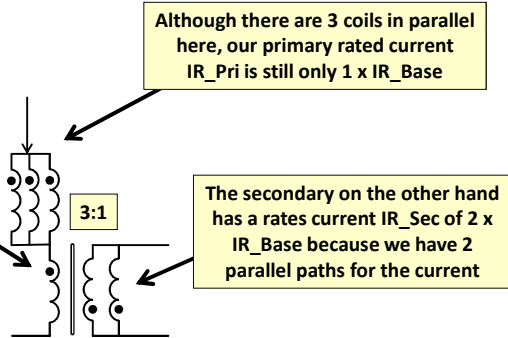 Although there are 3 coils in parallel
here, our primary rated current
IR_Pri is still only 1 x IR_Base
3:1
The secondary on the other hand
has a rates current IR_Sec of 2 x
IR_Base because we have 2
parallel paths for the current